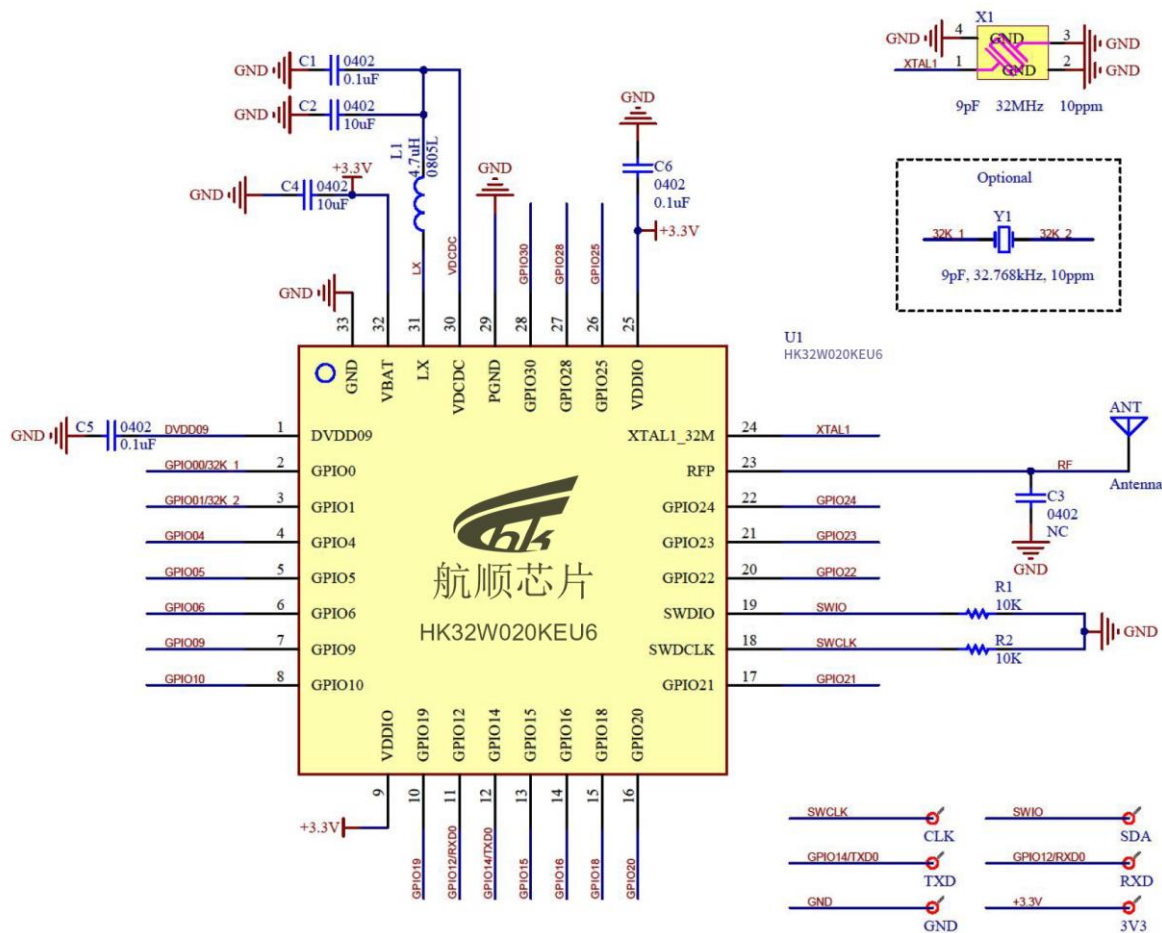 X1
GND 4 GND 3 GND
XTAL1 1 GND 2 GND
9pF 32MHz 10ppm
GND C1 0402
0.1uF
GND C2 0402
10uF
L1
4.7uH
0805L
+3.3V
GND C4 0402
10uF
GND
GND
C6
0402
0.1uF
+3.3V
Optional
Y1
32K_1 32K_2
9pF, 32.768kHz, 10ppm
LX
VDCDC
GPIO30
GPIO28
GPIO25
GND
33 32 31 30 29 28 27 26 25
GND VBAT LX VDCDC PGND GPIO30 GPIO28 GPIO25 VDDIO
U1
HK32W020KEU6
GND C5 0402
0.1uF
DVDD09 1 DVDD09
GPIO00/32K_1 2 GPIO0
GPIO01/32K_2 3 GPIO1
GPIO04 4 GPIO4
GPIO05 5 GPIO5
GPIO06 6 GPIO6
GPIO09 7 GPIO9
GPIO10 8 GPIO10
hk
航顺芯片
HK32W020KEU6
XTAL1_32M 24 XTAL1
RFP 23 RF
GPIO24 22 GPIO24
GPIO23 21 GPIO23
GPIO22 20 GPIO22
SWDIO 19 SWIO
SWDCLK 18 SWCLK
GPIO21 17 GPIO21
ANT
Antenna
C3
0402
NC
GND
R1
10K
R2
10K
GND
VDDIO GPIO19 GPIO12 GPIO14 GPIO15 GPIO16 GPIO18 GPIO20
9 10 11 12 13 14 15 16
+3.3V
GPIO19
GPIO12/RXD0
GPIO14/TXD0
GPIO15
GPIO16
GPIO18
GPIO20
SWCLK CLK
SWIO SDA
GPIO14/TXD0 TXD
GPIO12/RXD0 RXD
GND GND
+3.3V 3V3